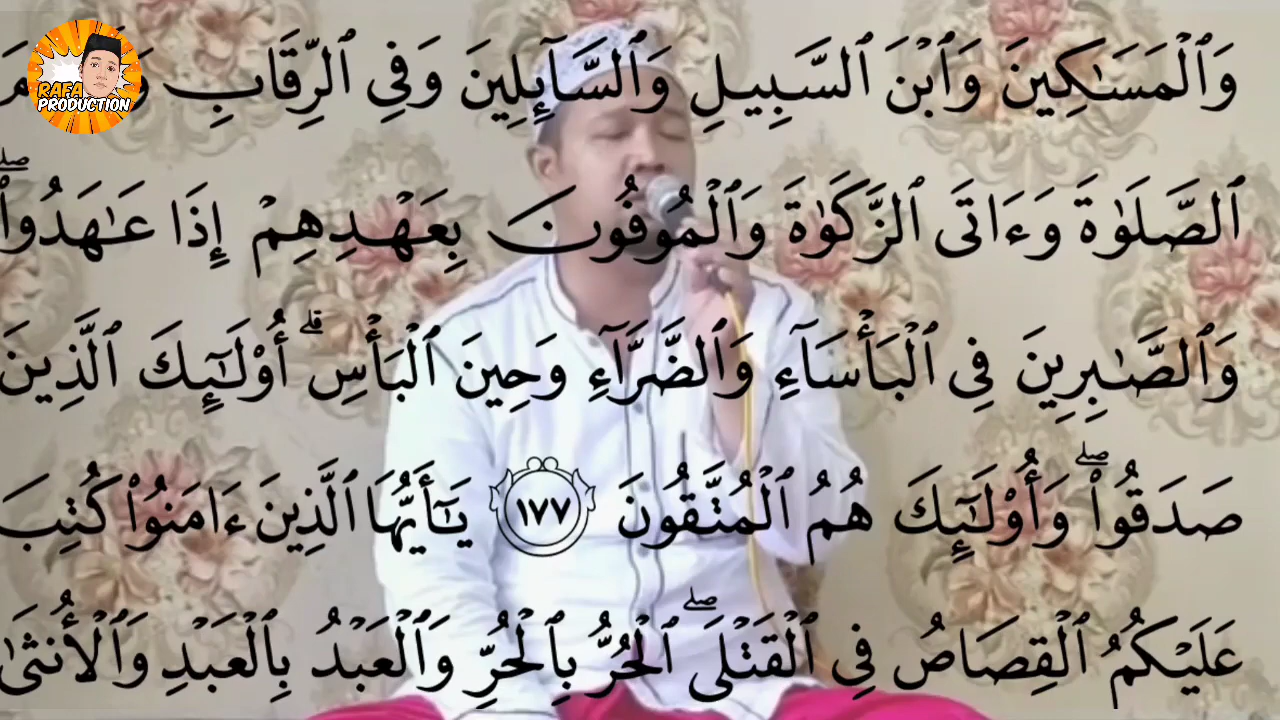 RAFA
PRODUCTION
وَٱلْمَسَٰكِينَ وَٱبْنَ ٱلسَّبِيلِ وَٱلسَّآئِلِينَ وَفِى ٱلرِّقَابِ
ٱلصَّلَوٰةَ وَءَاتَى ٱلزَّكَوٰةَ وَٱلْمُوفُونَ بِعَهْدِهِمْ إِذَا عَٰهَدُوا۟ ۖ
وَٱلصَّٰبِرِينَ فِى ٱلْبَأْسَآءِ وَٱلضَّرَّآءِ وَحِينَ ٱلْبَأْسِ ۗ أُو۟لَٰٓئِكَ ٱلَّذِينَ
صَدَقُوا۟ ۖ وَأُو۟لَٰٓئِكَ هُمُ ٱلْمُتَّقُونَ ١٧٧ يَٰٓأَيُّهَا ٱلَّذِينَ ءَامَنُوا۟ كُتِبَ
عَلَيْكُمُ ٱلْقِصَاصُ فِى ٱلْقَتْلَى ۖ ٱلْحُرُّ بِٱلْحُرِّ وَٱلْعَبْدُ بِٱلْعَبْدِ وَٱلْأُنثَىٰ